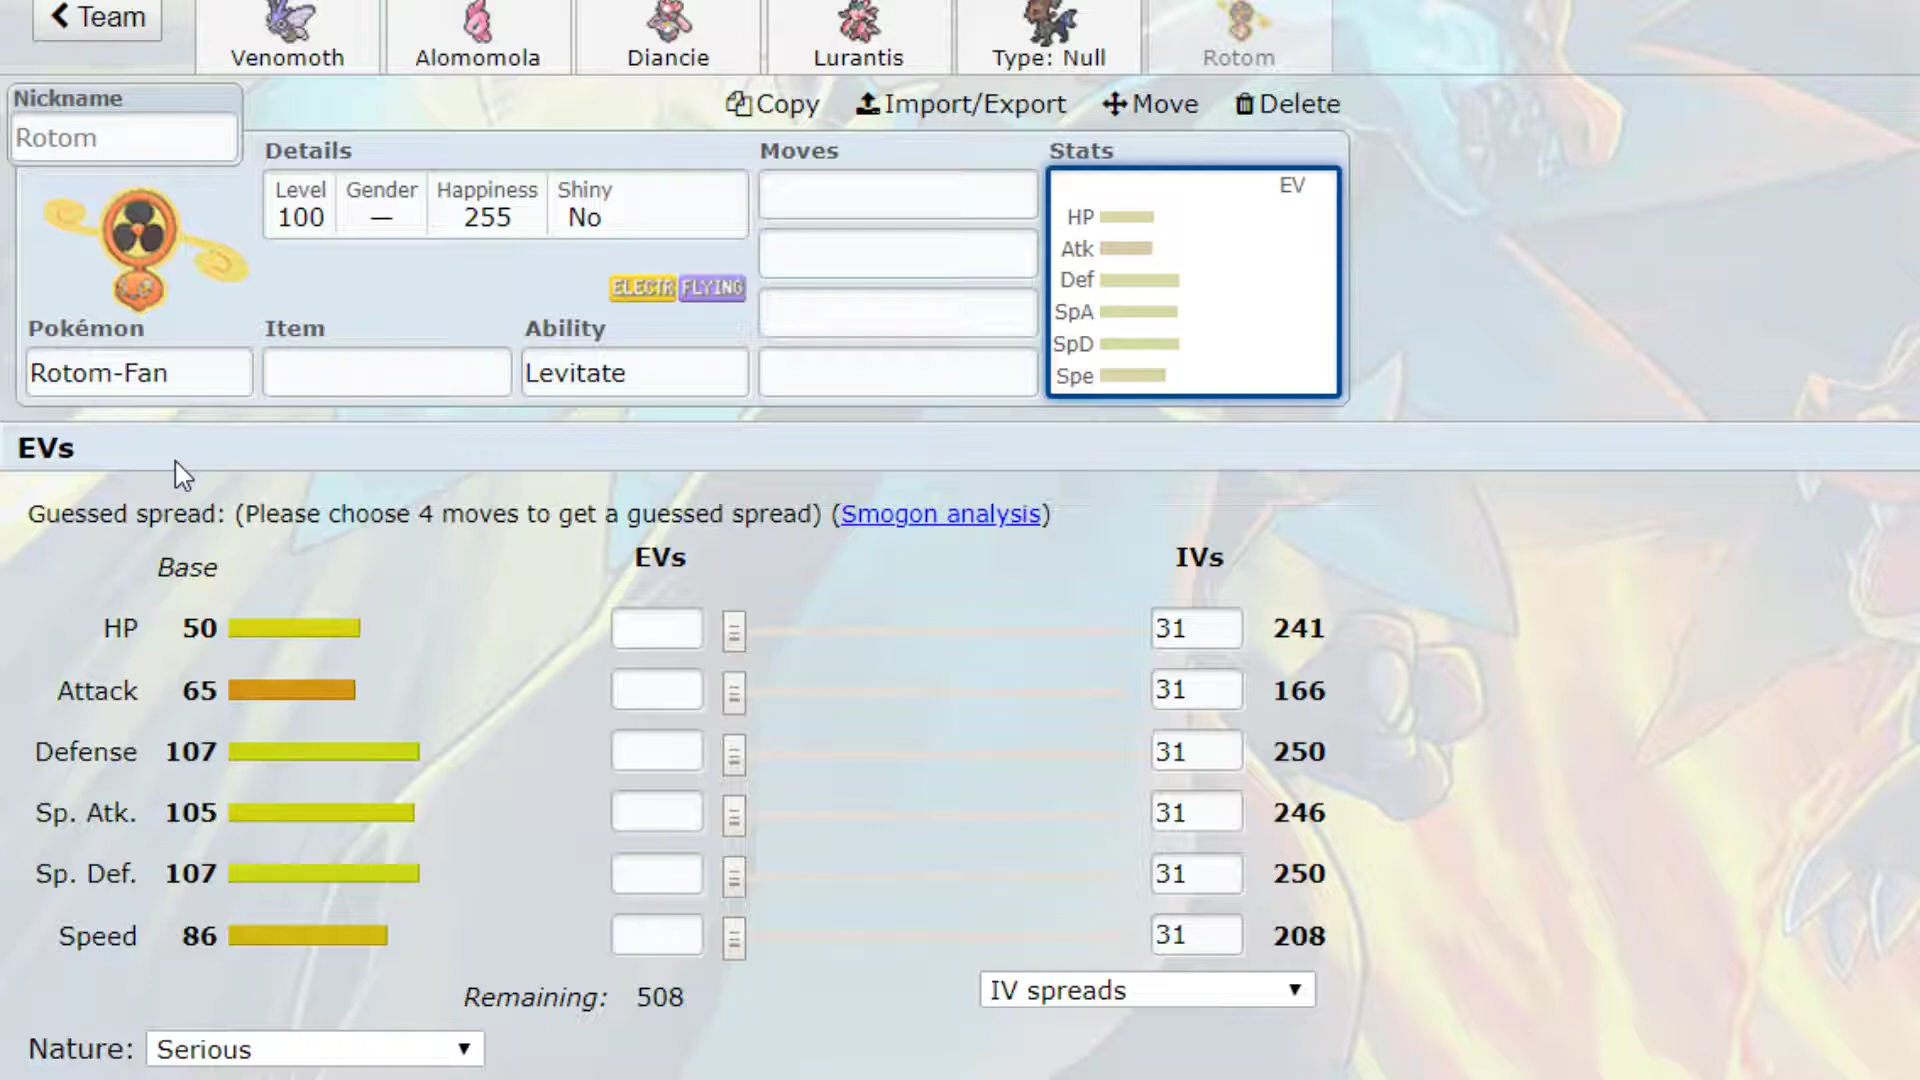 Team
Venomoth
Alomomola
Diancie
Lurantis
Type: Null
Rotom
Nickname
Rotom
Copy
Import/Export
Move
Delete
Details
Moves
Stats
Level
Gender
Happiness
Shiny
100
—
255
No
EV
HP
Atk
Def
SpA
SpD
Spe
ELECTR
FLYING
Pokémon
Item
Ability
Rotom-Fan
Levitate
EVs
Guessed spread: (Please choose 4 moves to get a guessed spread) (Smogon analysis)
Base
EVs
IVs
HP 50 31 241
Attack 65 31 166
Defense 107 31 250
Sp. Atk. 105 31 246
Sp. Def. 107 31 250
Speed 86 31 208
Remaining: 508
IV spreads
Nature: Serious